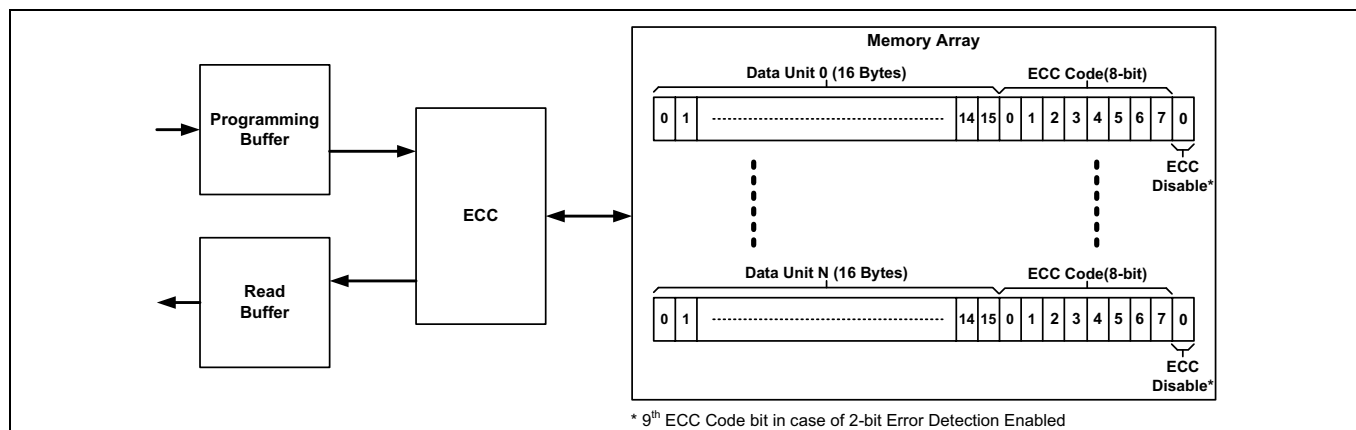 Memory Array
Data Unit 0 (16 Bytes) ECC Code(8-bit)
0 1 14 15 0 1 2 3 4 5 6 7 0
ECC
Disable*
Programming
Buffer
ECC
Read
Buffer
Data Unit N (16 Bytes) ECC Code(8-bit)
0 1 14 15 0 1 2 3 4 5 6 7 0
ECC
Disable*
* 9th ECC Code bit in case of 2-bit Error Detection Enabled